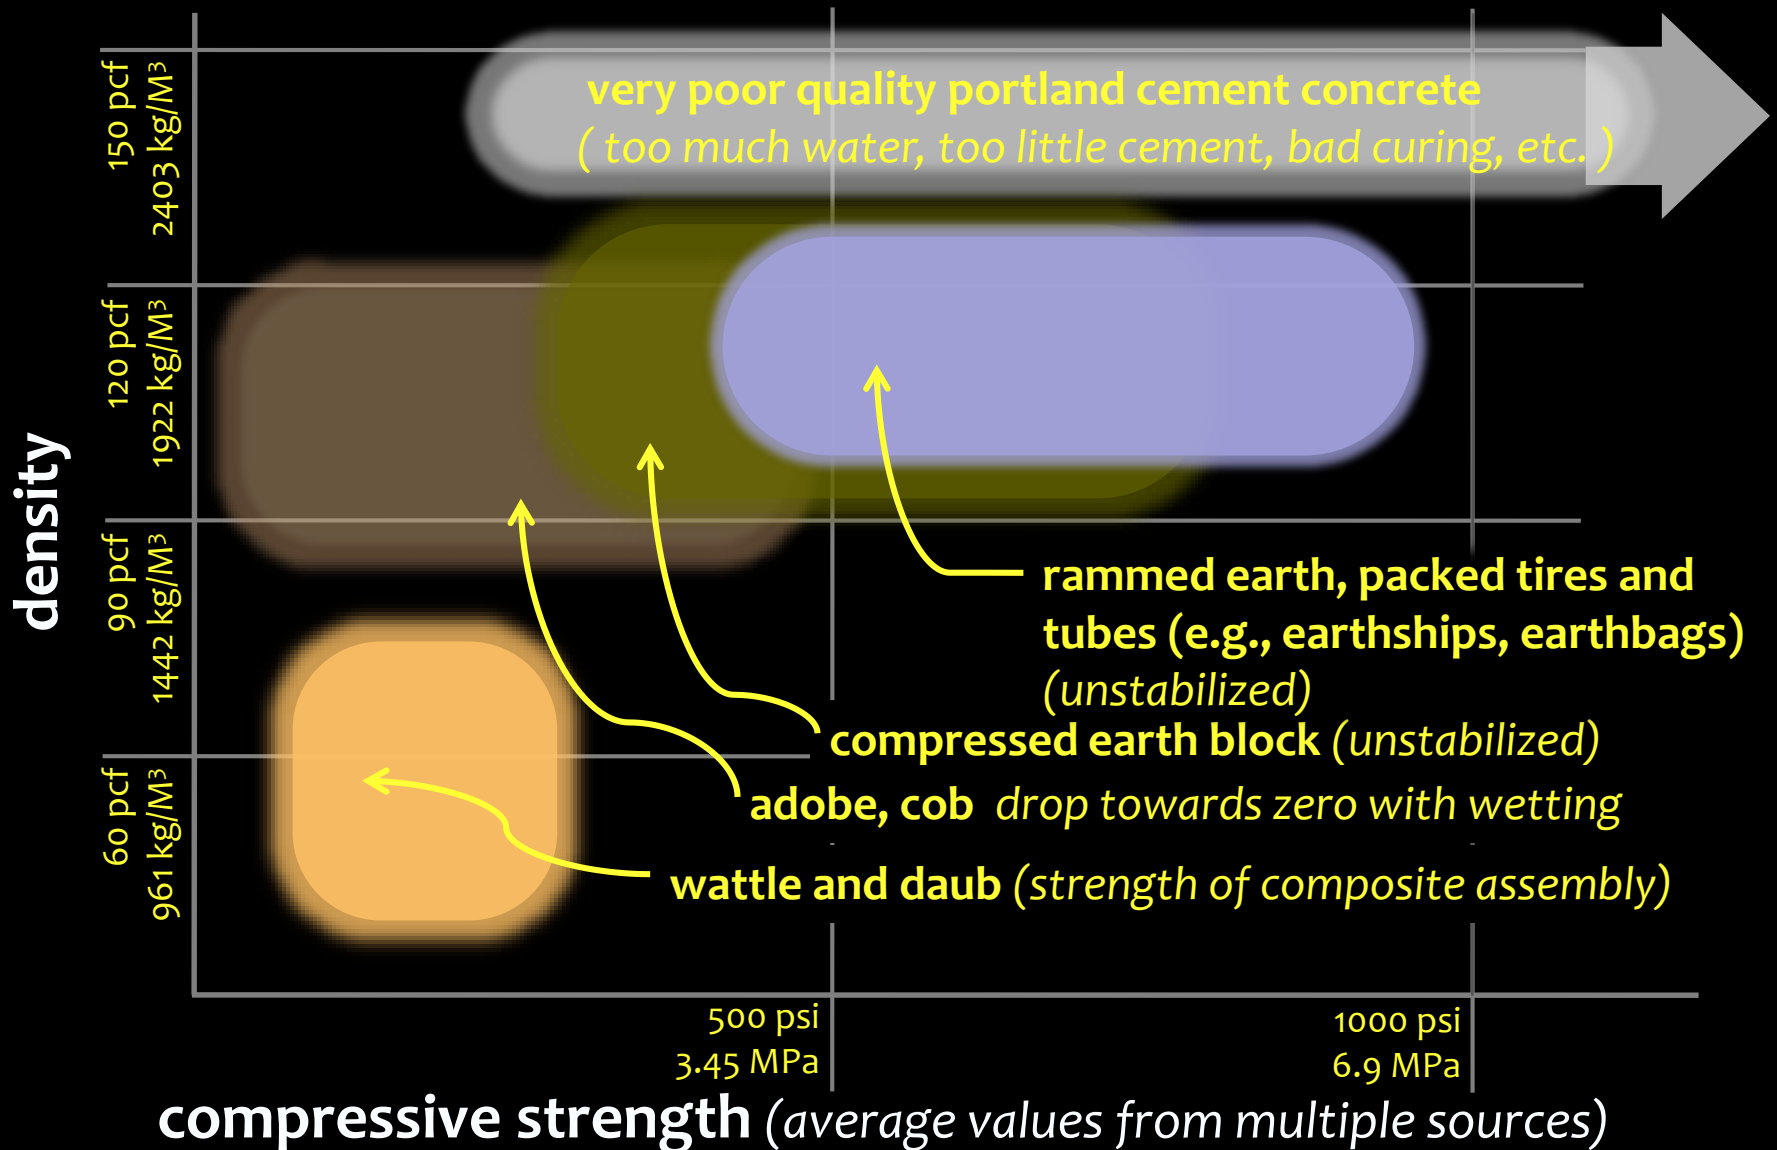 very poor quality portland cement concrete
( too much water, too little cement, bad curing, etc. )
150 pcf
2403 kg/M³
120 pcf
1922 kg/M³
density
90 pcf
1442 kg/M³
rammed earth, packed tires and
tubes (e.g., earthships, earthbags)
(unstabilized)
compressed earth block (unstabilized)
60 pcf
961 kg/M³
adobe, cob drop towards zero with wetting
wattle and daub (strength of composite assembly)
500 psi
3.45 MPa
1000 psi
6.9 MPa
compressive strength (average values from multiple sources)